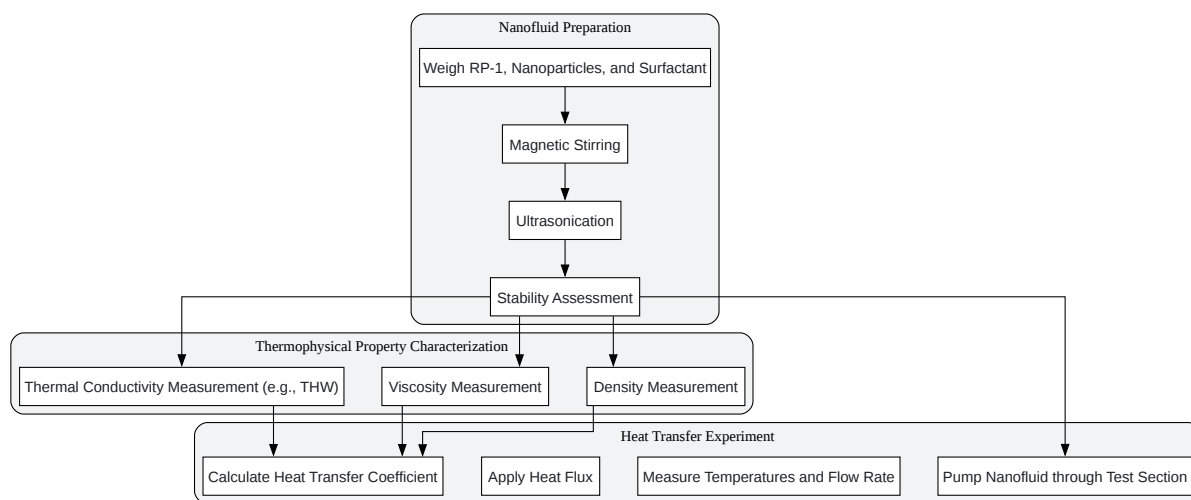 Nanofluid Preparation
Weigh RP-1, Nanoparticles, and Surfactant
Magnetic Stirring
Ultrasonication
Stability Assessment
Thermophysical Property Characterization
Thermal Conductivity Measurement (e.g., THW)
Viscosity Measurement
Density Measurement
Heat Transfer Experiment
Calculate Heat Transfer Coefficient
Apply Heat Flux
Measure Temperatures and Flow Rate
Pump Nanofluid through Test Section